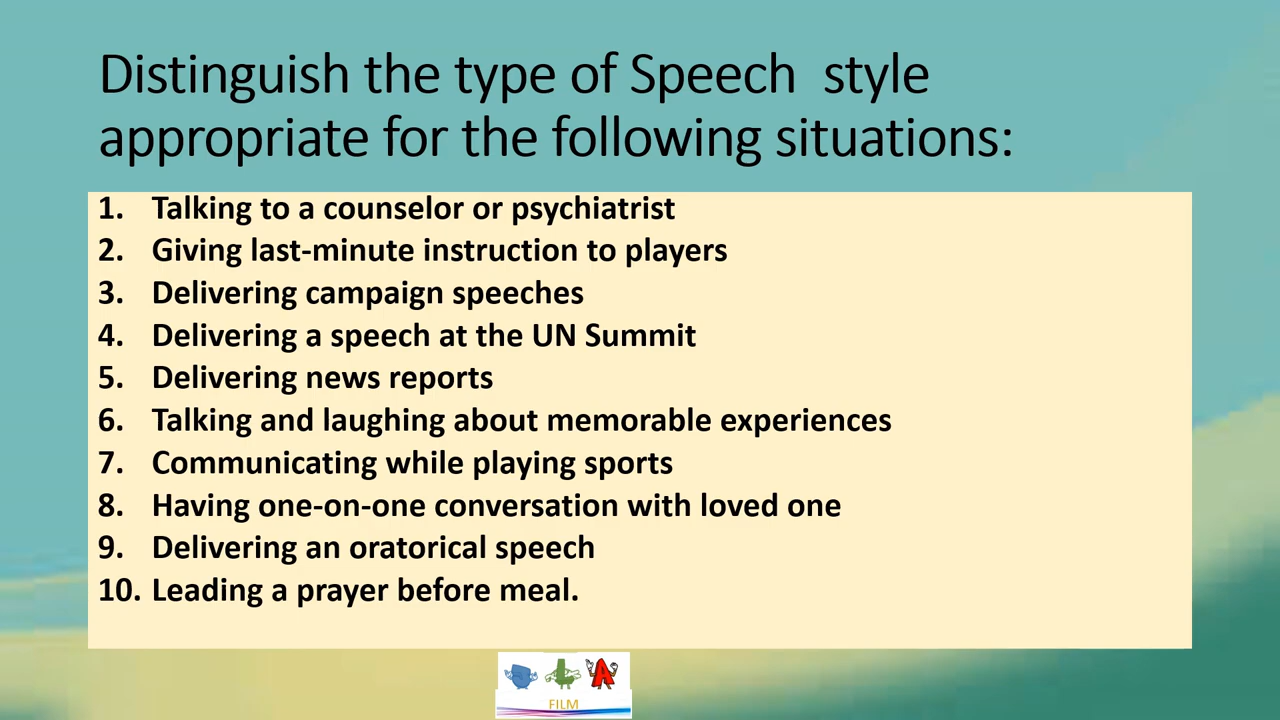 Distinguish the type of Speech style
appropriate for the following situations:
1. Talking to a counselor or psychiatrist
2. Giving last-minute instruction to players
3. Delivering campaign speeches
4. Delivering a speech at the UN Summit
5. Delivering news reports
6. Talking and laughing about memorable experiences
7. Communicating while playing sports
8. Having one-on-one conversation with loved one
9. Delivering an oratorical speech
10. Leading a prayer before meal.
A
FILM